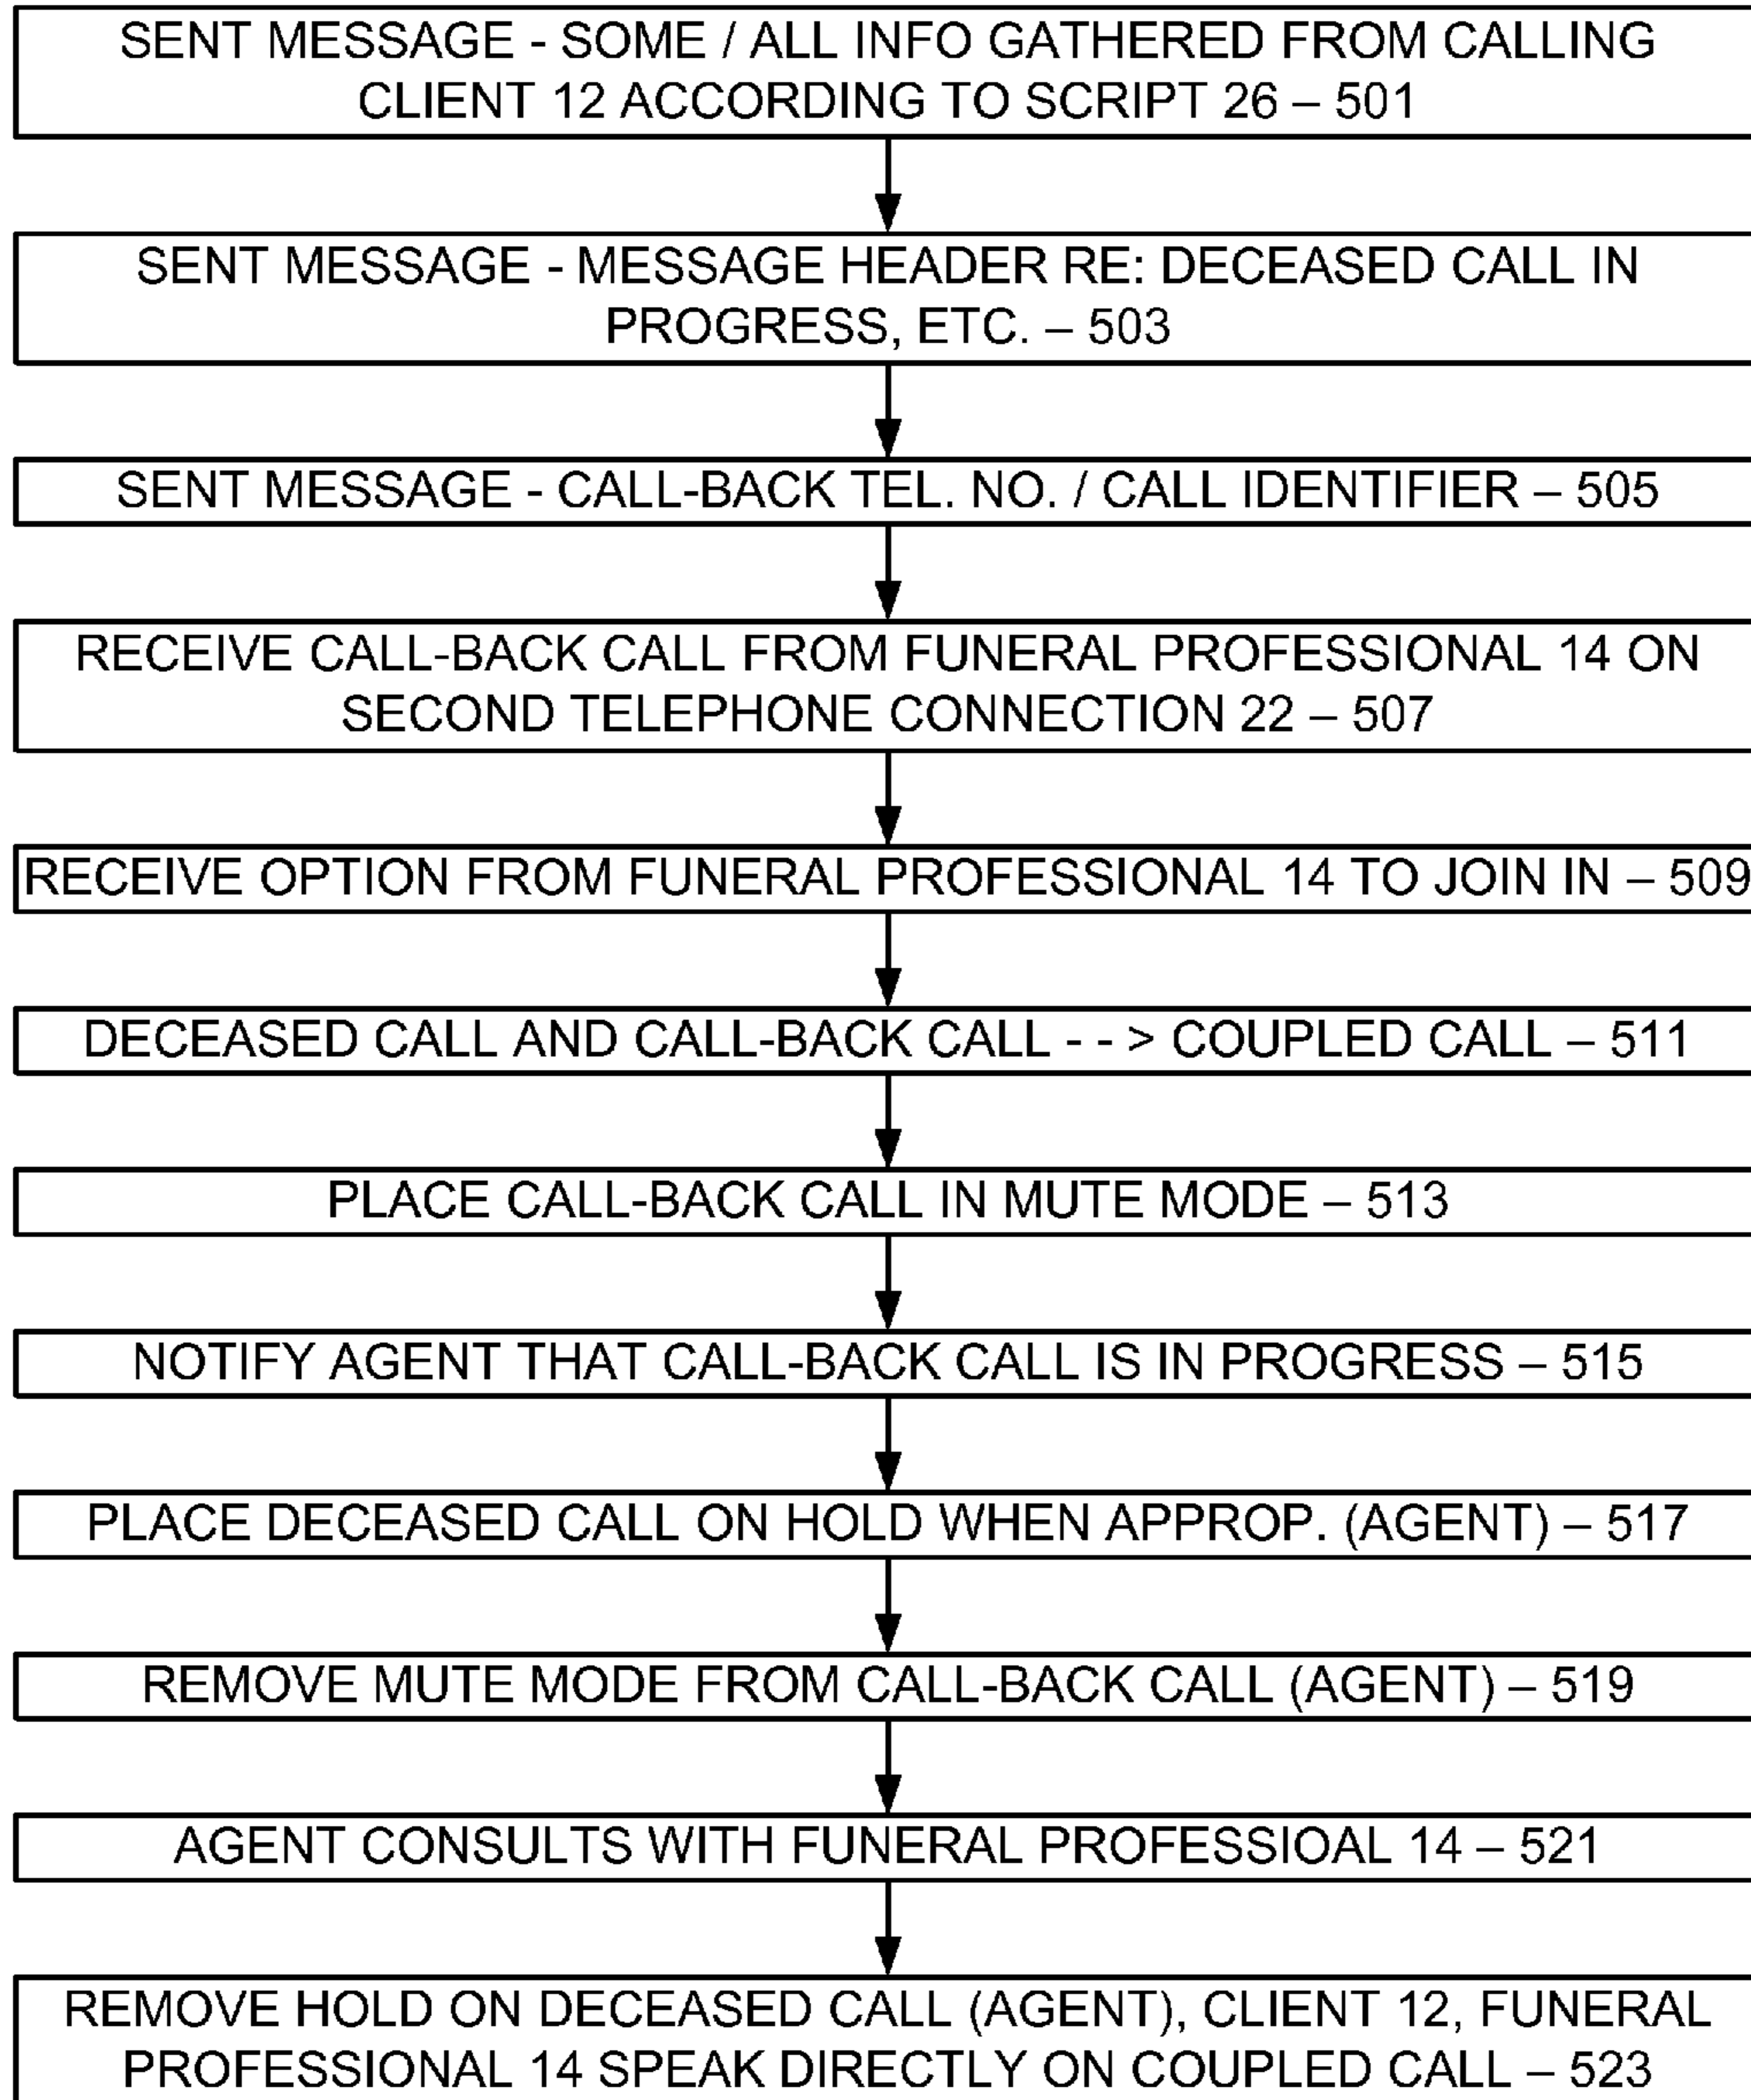 SENT MESSAGE - SOME / ALL INFO GATHERED FROM CALLING
CLIENT 12 ACCORDING TO SCRIPT 26 – 501
SENT MESSAGE - MESSAGE HEADER RE: DECEASED CALL IN
PROGRESS, ETC. – 503
SENT MESSAGE - CALL-BACK TEL. NO. / CALL IDENTIFIER – 505
RECEIVE CALL-BACK CALL FROM FUNERAL PROFESSIONAL 14 ON
SECOND TELEPHONE CONNECTION 22 – 507
RECEIVE OPTION FROM FUNERAL PROFESSIONAL 14 TO JOIN IN – 509
DECEASED CALL AND CALL-BACK CALL - - > COUPLED CALL – 511
PLACE CALL-BACK CALL IN MUTE MODE – 513
NOTIFY AGENT THAT CALL-BACK CALL IS IN PROGRESS – 515
PLACE DECEASED CALL ON HOLD WHEN APPROP. (AGENT) – 517
REMOVE MUTE MODE FROM CALL-BACK CALL (AGENT) – 519
AGENT CONSULTS WITH FUNERAL PROFESSIOAL 14 – 521
REMOVE HOLD ON DECEASED CALL (AGENT), CLIENT 12, FUNERAL
PROFESSIONAL 14 SPEAK DIRECTLY ON COUPLED CALL – 523